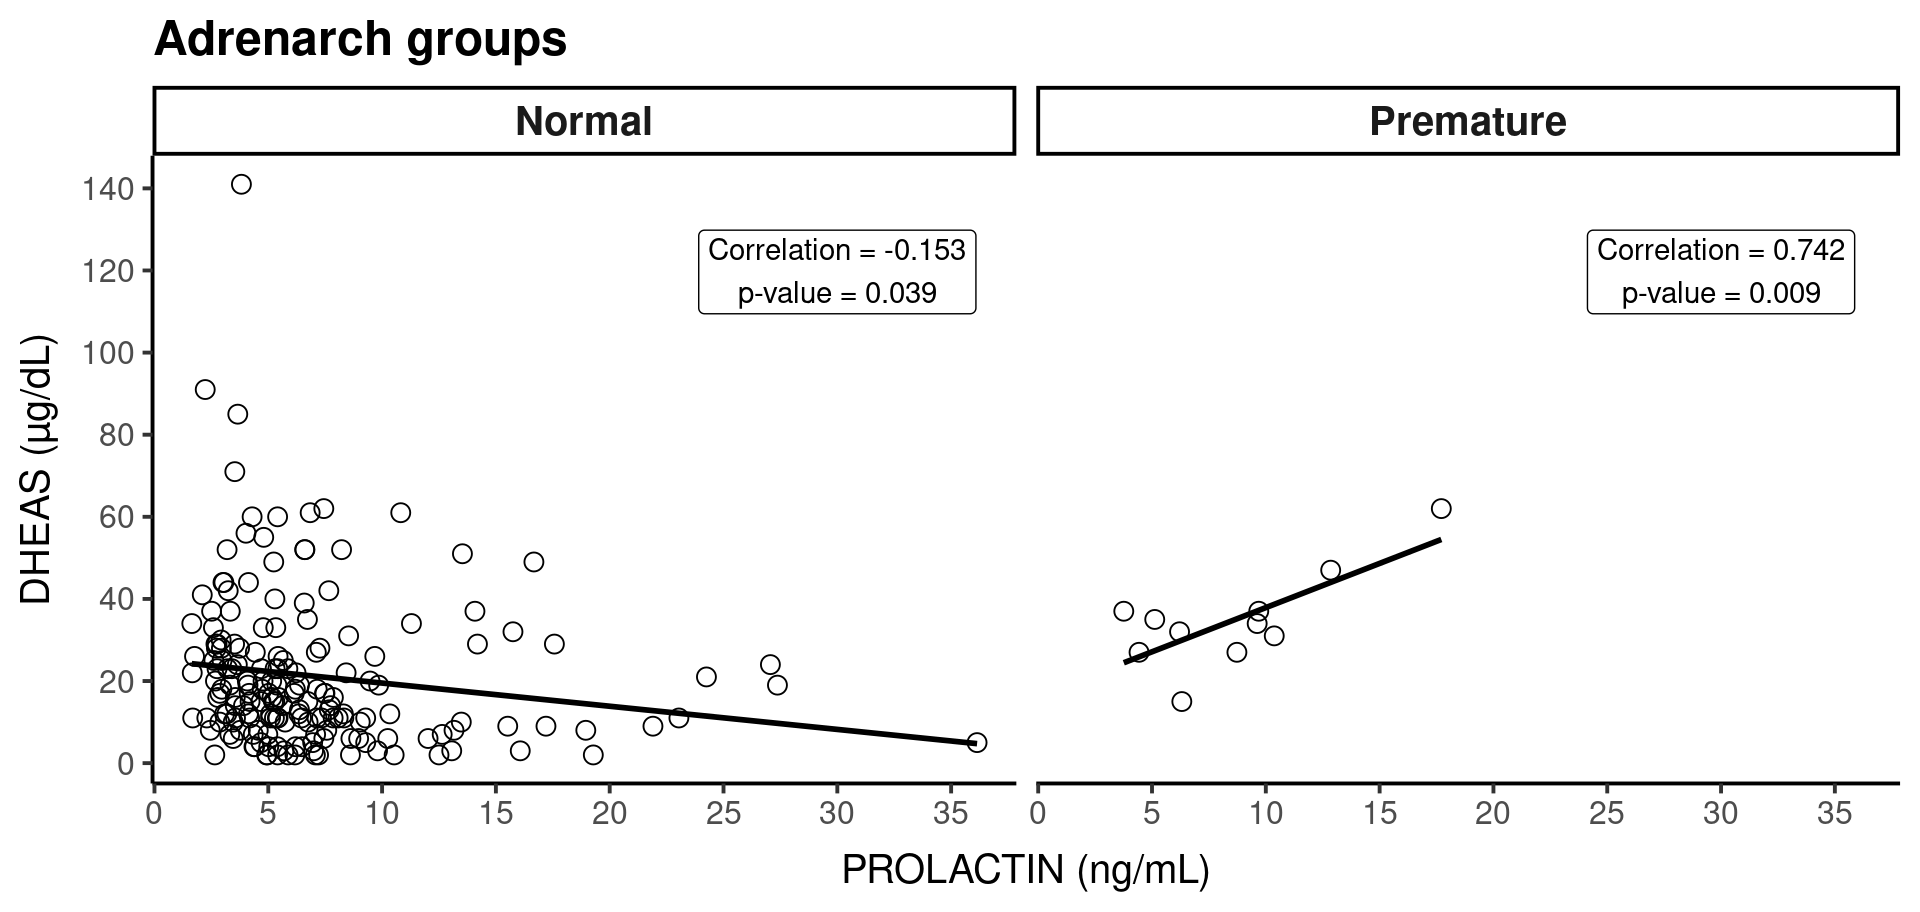 Adrenarch groups
Normal
Premature
140
120
100
80
60
40
20
0
DHEAS (µg/dL)
Correlation = -0.153
p-value = 0.039
Correlation = 0.742
p-value = 0.009
0 5 10 15 20 25 30 35
0 5 10 15 20 25 30 35
PROLACTIN (ng/mL)